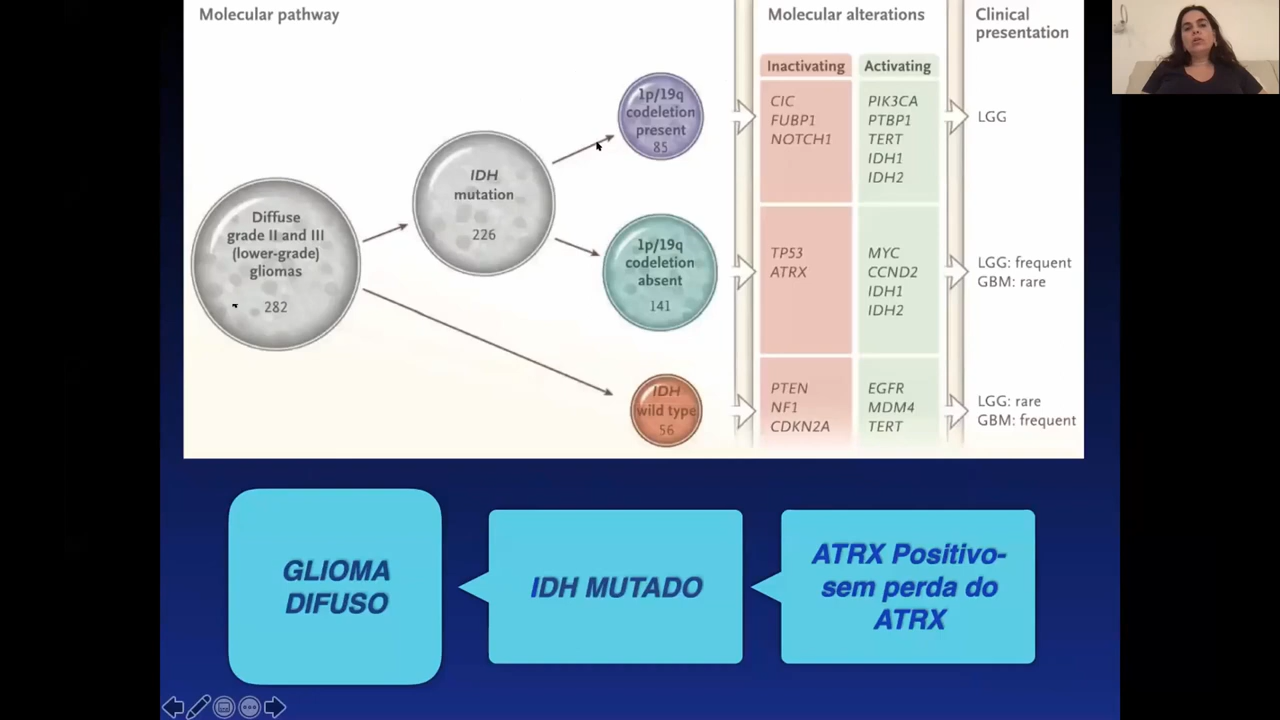 Molecular pathway
Molecular alterations
Clinical
presentation
Inactivating
Activating
Diffuse
grade II and III
(lower-grade)
gliomas
282
IDH
mutation
226
1p/19q
codeletion
present
85
CIC
FUBP1
NOTCH1
PIK3CA
PTBP1
TERT
IDH1
IDH2
LGG
1p/19q
codeletion
absent
141
TP53
ATRX
MYC
CCND2
IDH1
IDH2
LGG: frequent
GBM: rare
IDH
wild type
56
PTEN
NF1
CDKN2A
EGFR
MDM4
TERT
LGG: rare
GBM: frequent
GLIOMA
DIFUSO
IDH MUTADO
ATRX Positivo-
sem perda do
ATRX